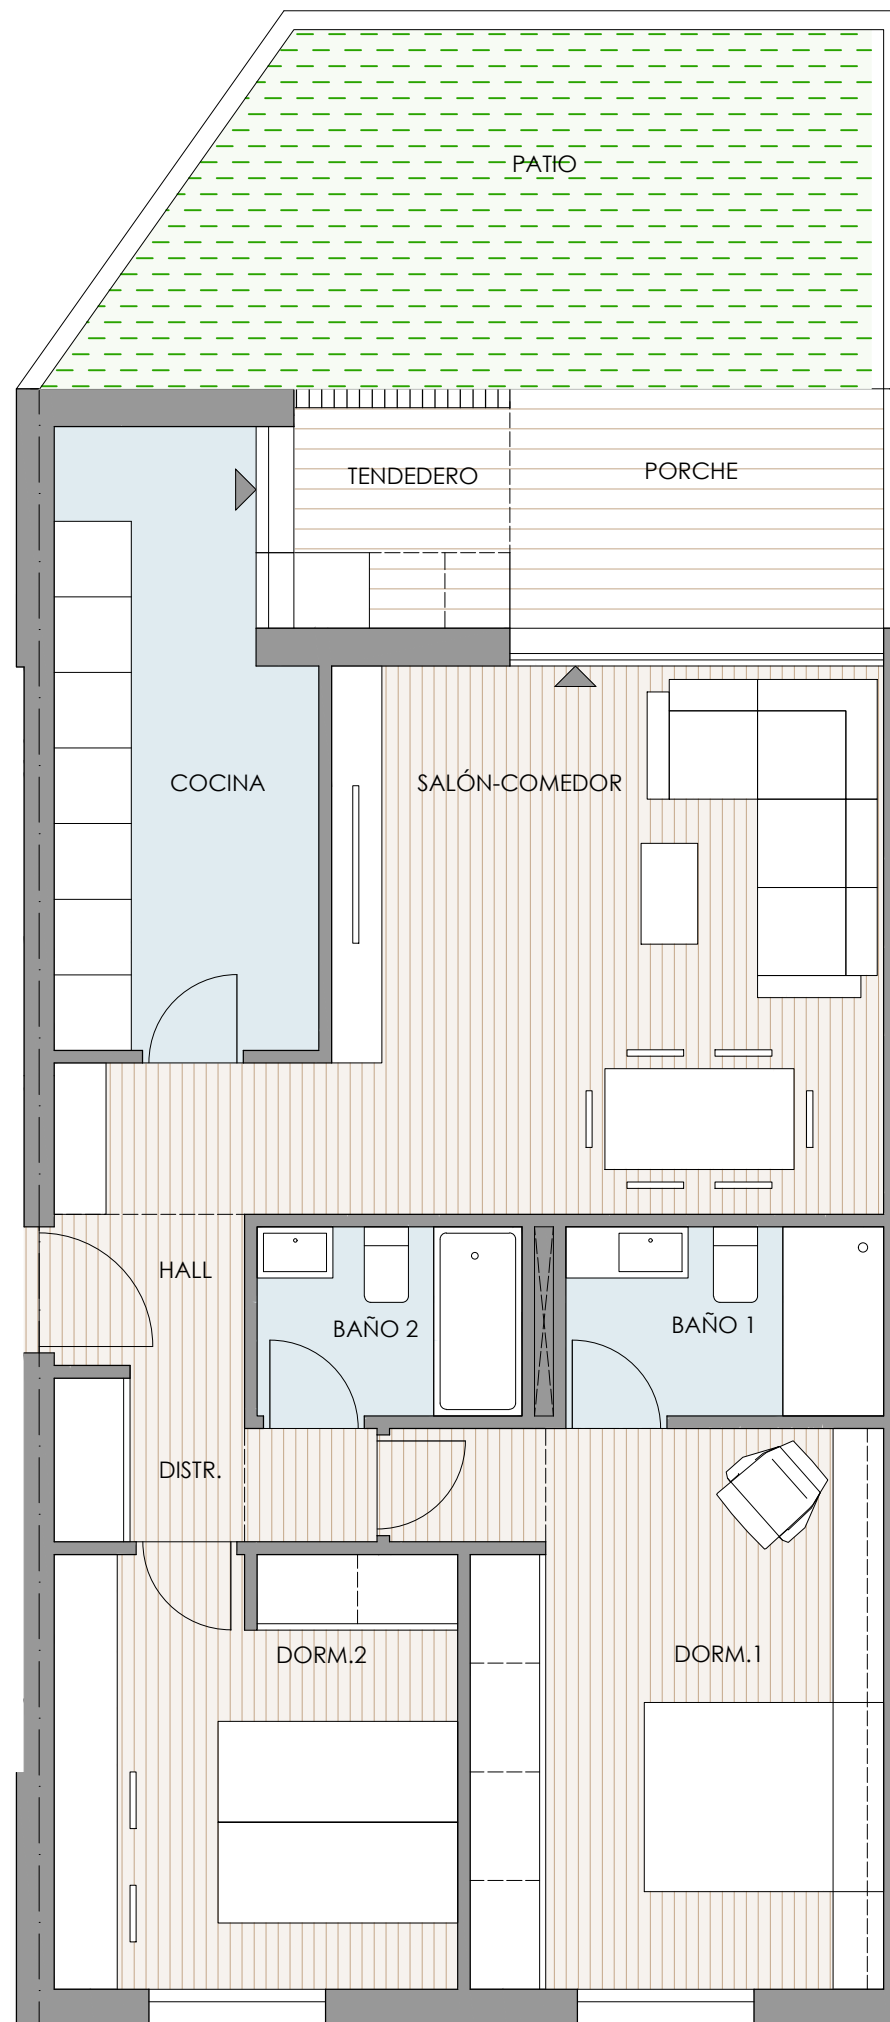 PATIO
TENDEDERO
PORCHE
COCINA
SALÓN-COMEDOR
HALL
BAÑO 2
BAÑO 1
DISTR.
DORM.2
DORM.1